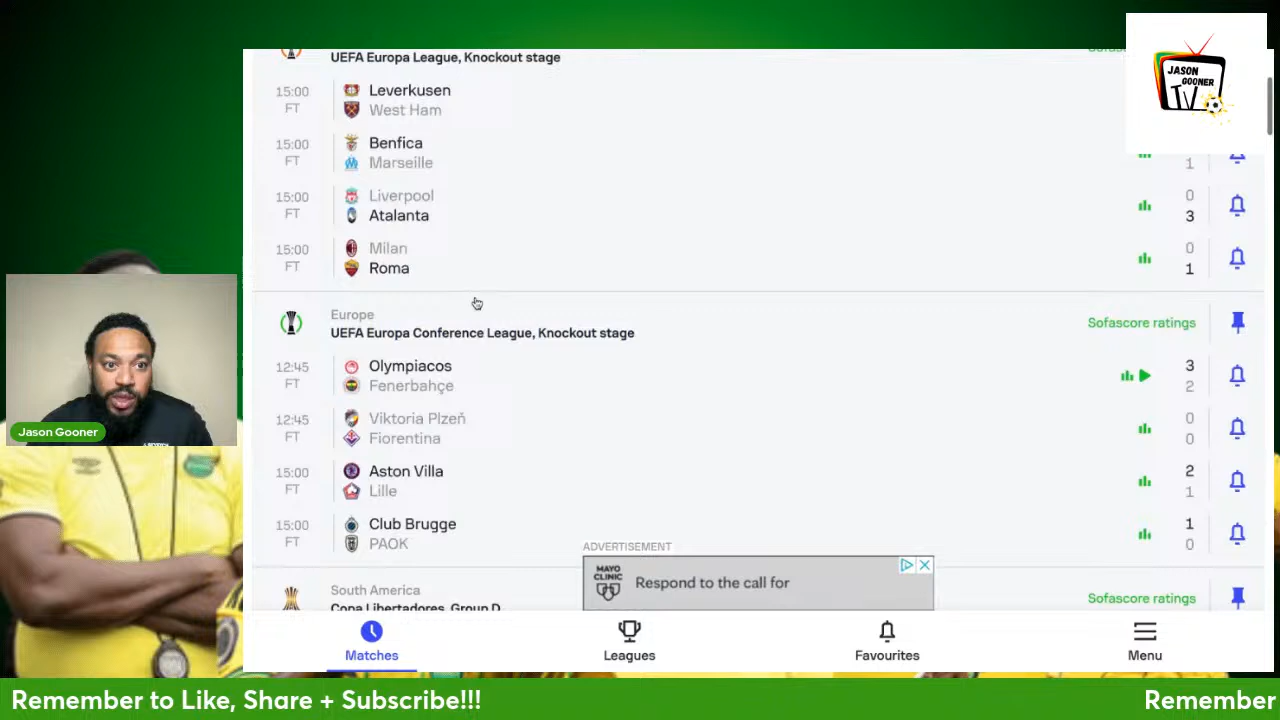 UEFA Europa League, Knockout stage
JASON
GOONER
TV
15:00
FT
Leverkusen
West Ham
15:00
FT
Benfica
Marseille
1
15:00
FT
Liverpool
Atalanta
0
3
15:00
FT
Milan
Roma
0
1
Europe
UEFA Europa Conference League, Knockout stage
Sofascore ratings
12:45
FT
Olympiacos
Fenerbahçe
3
2
12:45
FT
Viktoria Plzeň
Fiorentina
0
0
15:00
FT
Aston Villa
Lille
2
1
15:00
FT
Club Brugge
PAOK
1
0
ADVERTISEMENT
MAYO
CLINIC
Respond to the call for
South America
Copa Libertadores, Group D
Sofascore ratings
Matches
Leagues
Favourites
Menu
Jason Gooner
Remember to Like, Share + Subscribe!!!
Remember